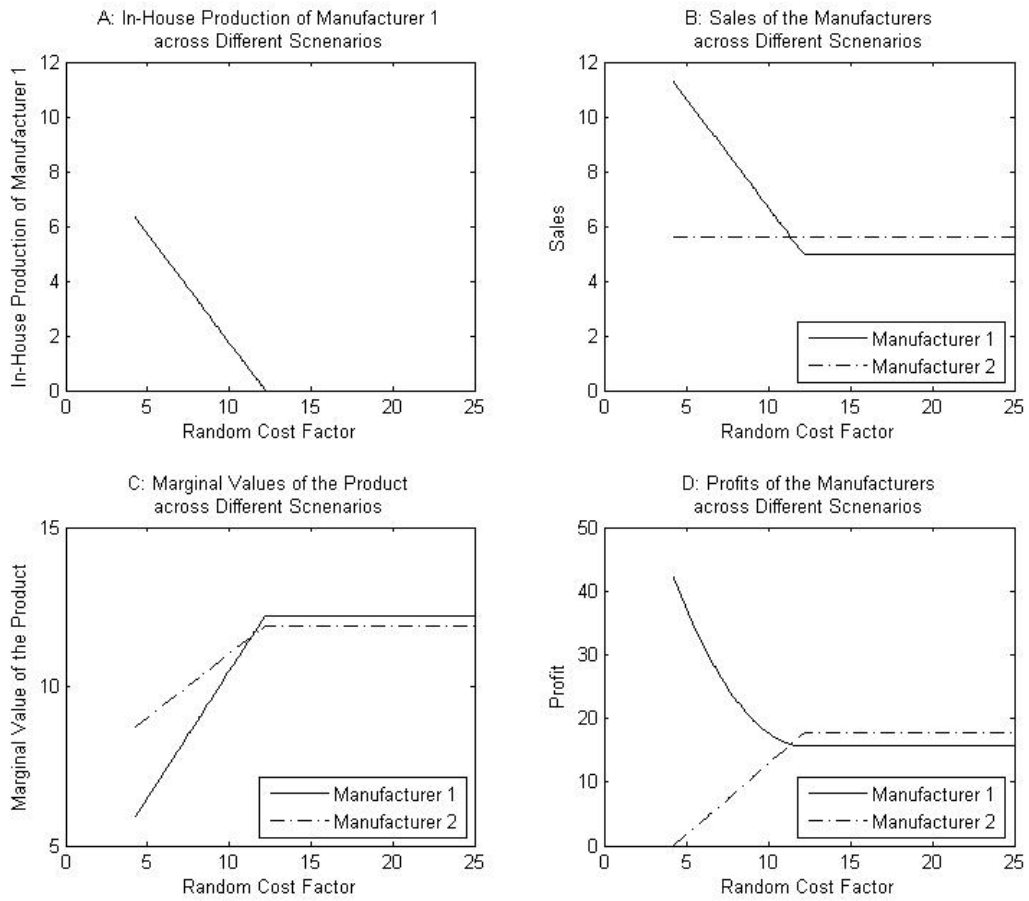 A: In-House Production of Manufacturer 1
across Different Scnenarios
In-House Production of Manufacturer 1
12
10
8
6
4
2
0
0 5 10 15 20 25
Random Cost Factor
B: Sales of the Manufacturers
across Different Scnenarios
Sales
12
10
8
6
4
2
0
Manufacturer 1
Manufacturer 2
0 5 10 15 20 25
Random Cost Factor
C: Marginal Values of the Product
across Different Scnenarios
Marginal Value of the Product
15
10
5
Manufacturer 1
Manufacturer 2
0 5 10 15 20 25
Random Cost Factor
D: Profits of the Manufacturers
across Different Scnenarios
Profit
50
40
30
20
10
0
Manufacturer 1
Manufacturer 2
0 5 10 15 20 25
Random Cost Factor